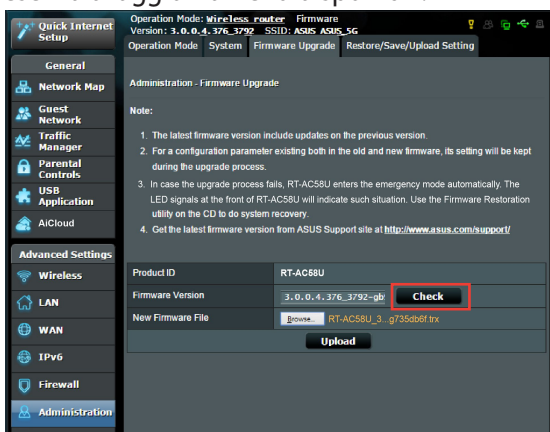 Quick Internet
Setup
General
Network Map
Guest
Network
Traffic
Manager
Parental
Controls
USB
Application
AiCloud
Advanced Settings
Wireless
LAN
WAN
IPv6
Firewall
Administration
Operation Mode: Wireless router Firmware
Version: 3.0.0.4.376_3792 SSID: ASUS ASUS_5G
Operation Mode System Firmware Upgrade Restore/Save/Upload Setting
Administration - Firmware Upgrade
Note:
1. The latest firmware version include updates on the previous version.
2. For a configuration parameter existing both in the old and new firmware, its setting will be kept
during the upgrade process.
3. In case the upgrade process fails, RT-AC58U enters the emergency mode automatically. The
LED signals at the front of RT-AC58U will indicate such situation. Use the Firmware Restoration
utility on the CD to do system recovery.
4. Get the latest firmware version from ASUS Support site at http://www.asus.com/support/
Product ID RT-AC58U
Firmware Version 3.0.0.4.376_3792-gb Check
New Firmware File Browse... RT-AC58U_3...g735db6f.trx
Upload